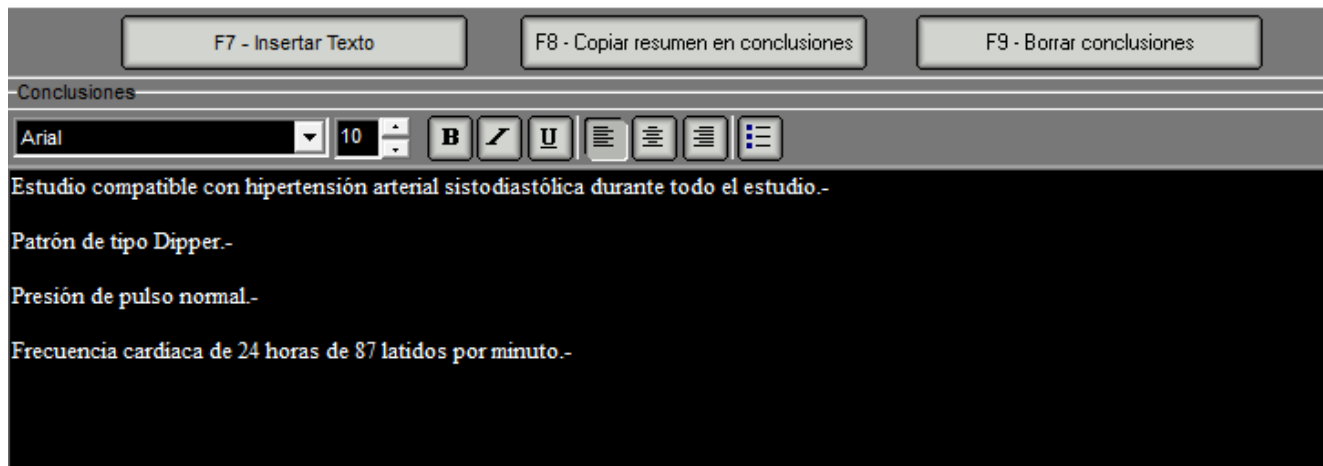 F7 - Insertar Texto
F8 - Copiar resumen en conclusiones
F9 - Borrar conclusiones
Conclusiones
Arial
10
B I U
Estudio compatible con hipertensión arterial sistodiastólica durante todo el estudio.-
Patrón de tipo Dipper.-
Presión de pulso normal.-
Frecuencia cardíaca de 24 horas de 87 latidos por minuto.-